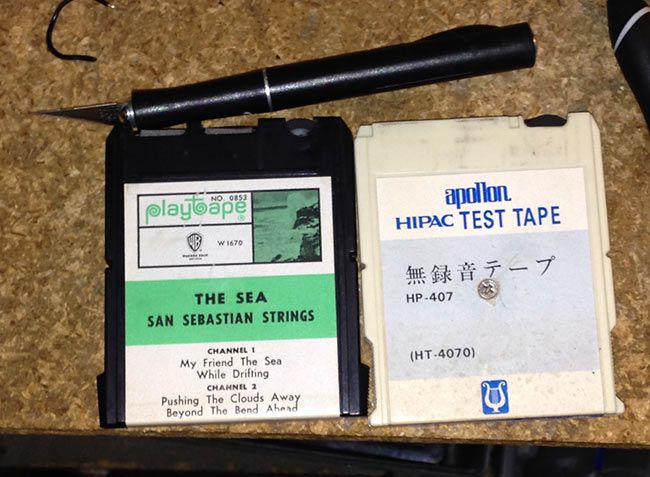 NO. 0853
playtape®
WB
W 1670
THE SEA
SAN SEBASTIAN STRINGS
CHANNEL 1
My Friend The Sea
While Drifting
CHANNEL 2
Pushing The Clouds Away
Beyond The Bend Ahead
apollon
HIPAC TEST TAPE
無録音テープ
HP-407
(HT-4070)